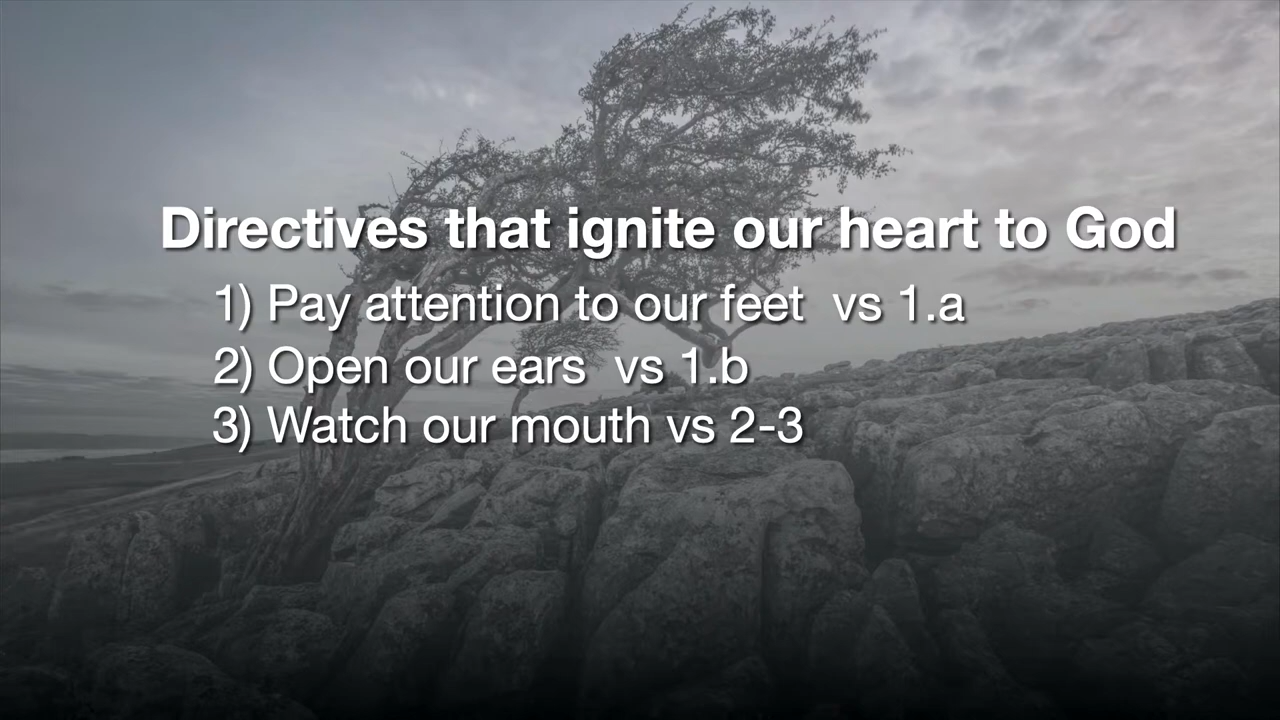 Directives that ignite our heart to God
1) Pay attention to our feet  vs 1.a
2) Open our ears  vs 1.b
3) Watch our mouth vs 2-3